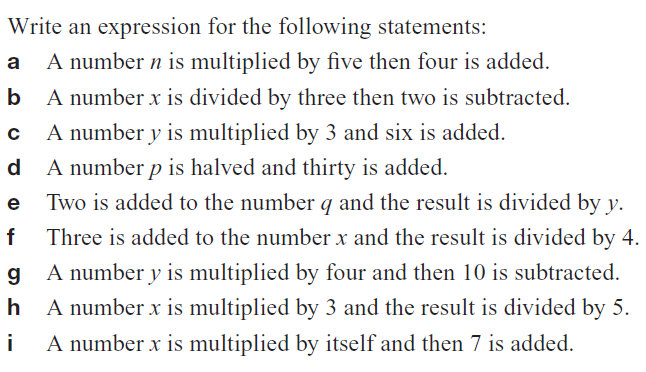 Write an expression for the following statements:
a A number n is multiplied by five then four is added.
b A number x is divided by three then two is subtracted.
c A number y is multiplied by 3 and six is added.
d A number p is halved and thirty is added.
e Two is added to the number q and the result is divided by y.
f Three is added to the number x and the result is divided by 4.
g A number y is multiplied by four and then 10 is subtracted.
h A number x is multiplied by 3 and the result is divided by 5.
i A number x is multiplied by itself and then 7 is added.